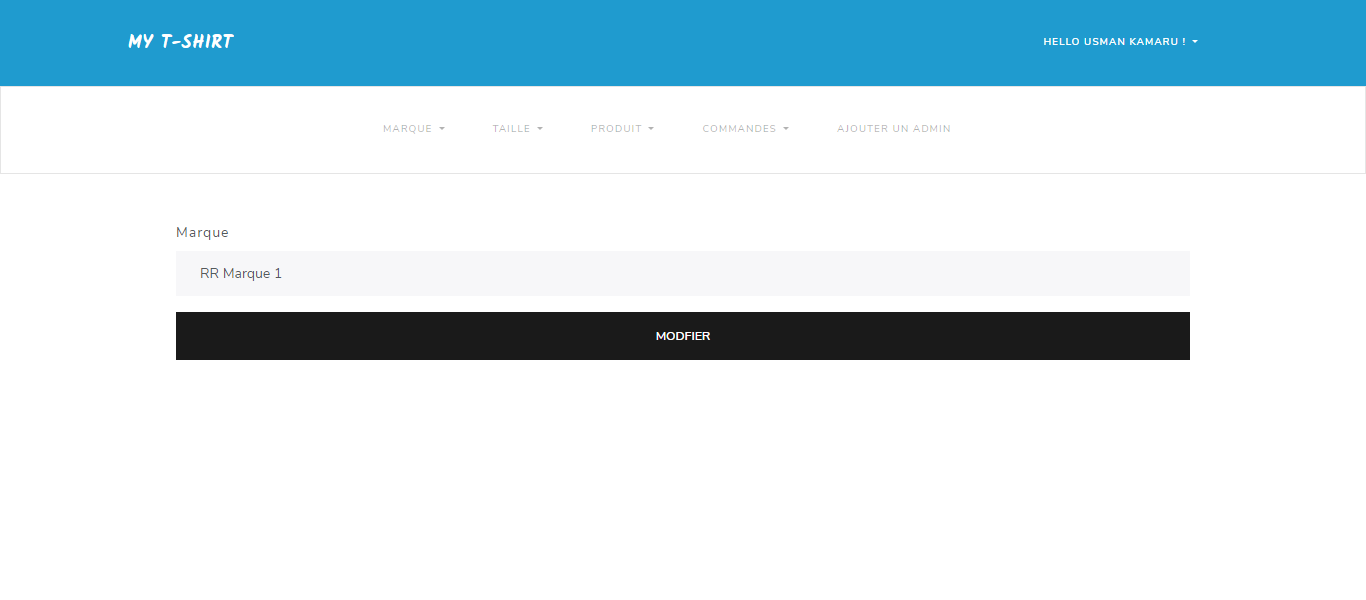 MY T-SHIRT
HELLO USMAN KAMARU !
MARQUE TAILLE PRODUIT COMMANDES AJOUTER UN ADMIN
Marque
RR Marque 1
MODFIER